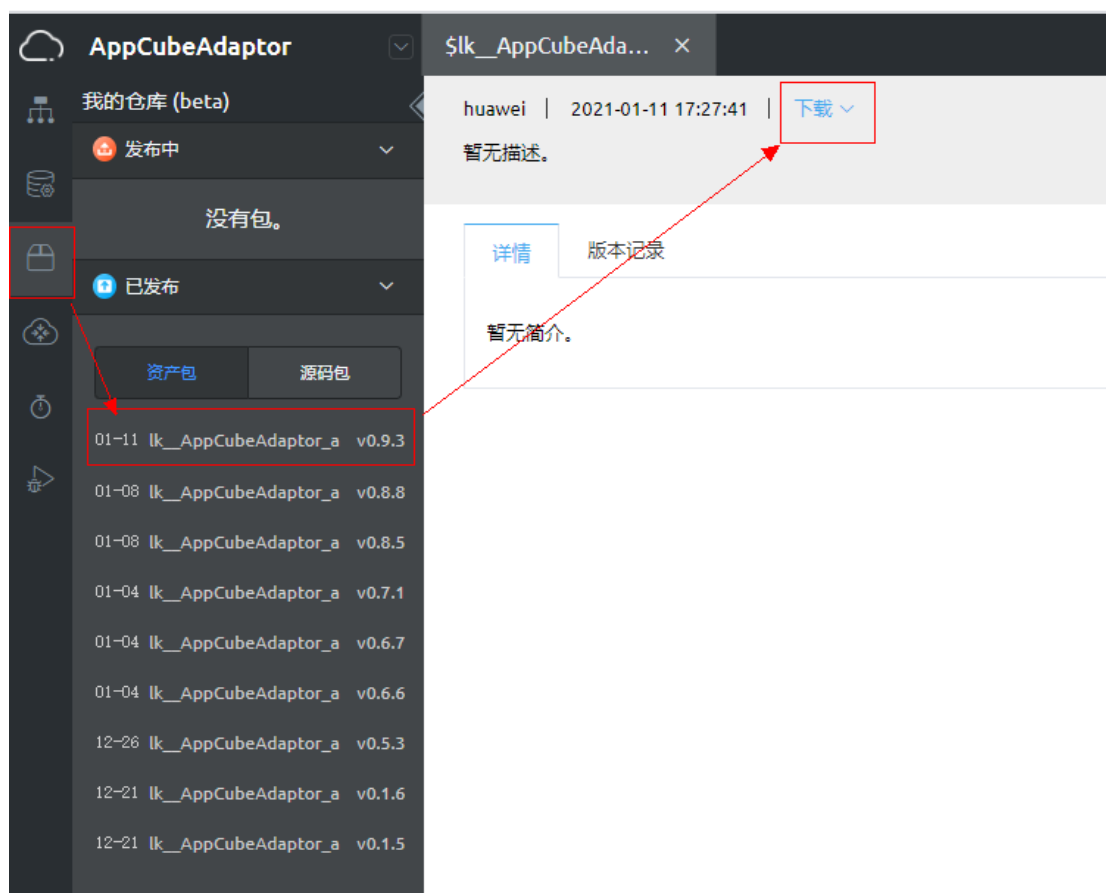 AppCubeAdaptor
$lk__AppCubeAda... ×
我的仓库 (beta)
发布中
没有包。
已发布
资产包 源码包
01-11 lk__AppCubeAdaptor_a v0.9.3
01-08 lk__AppCubeAdaptor_a v0.8.8
01-08 lk__AppCubeAdaptor_a v0.8.5
01-04 lk__AppCubeAdaptor_a v0.7.1
01-04 lk__AppCubeAdaptor_a v0.6.7
01-04 lk__AppCubeAdaptor_a v0.6.6
12-26 lk__AppCubeAdaptor_a v0.5.3
12-21 lk__AppCubeAdaptor_a v0.1.6
12-21 lk__AppCubeAdaptor_a v0.1.5
huawei | 2021-01-11 17:27:41 | 下载
暂无描述。
详情 版本记录
暂无简介。